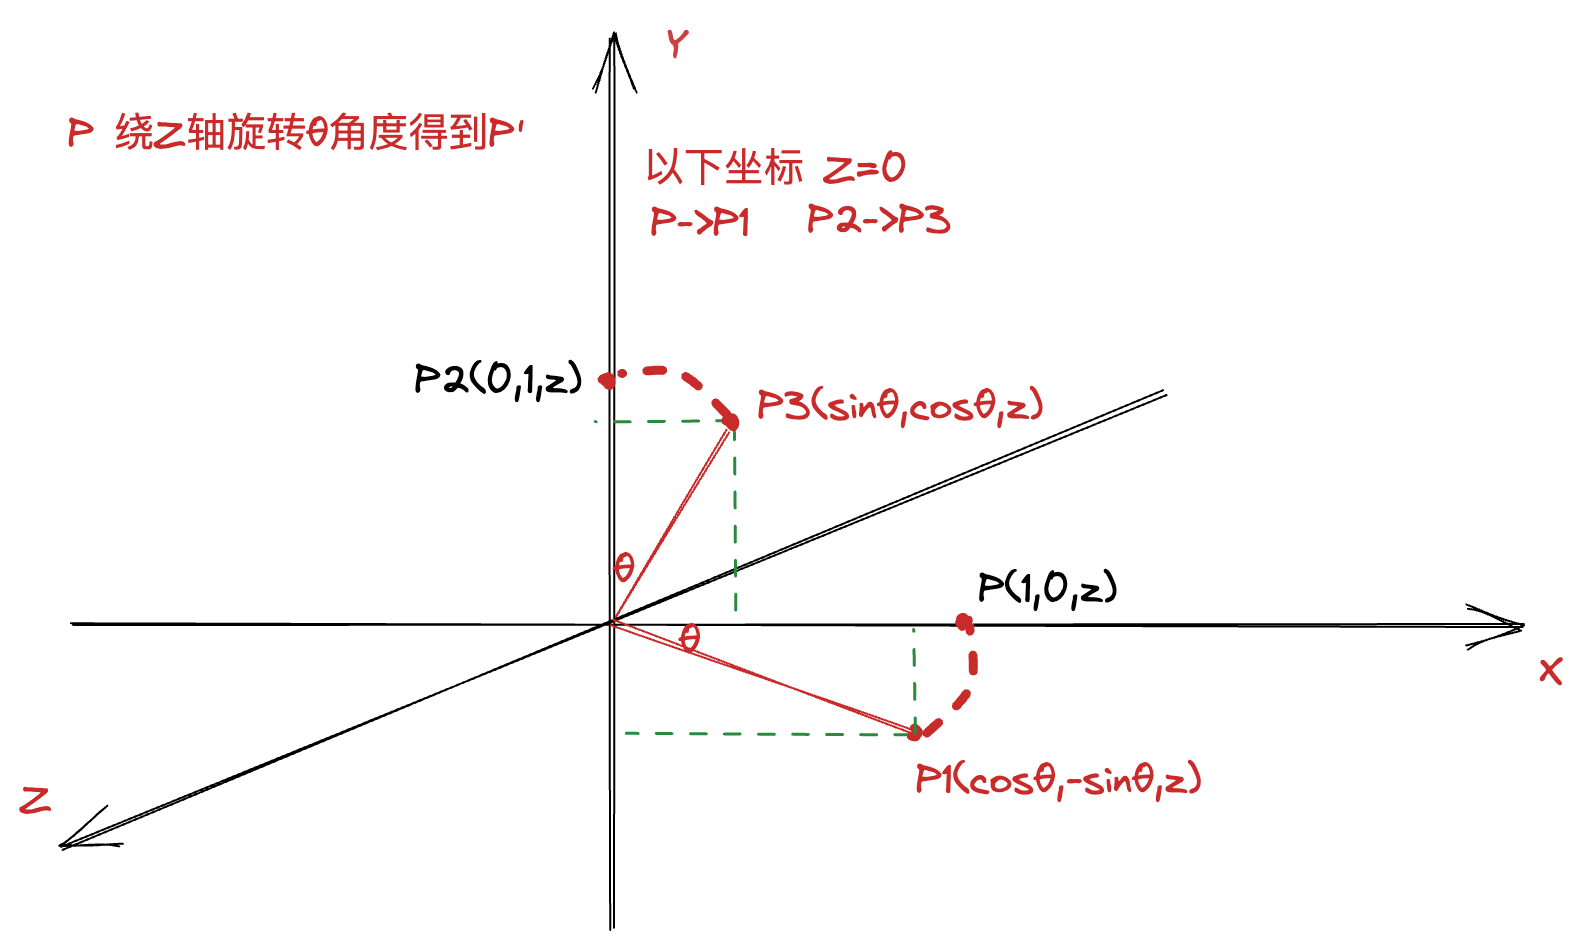 Y
P 绕Z轴旋转θ角度得到P'
以下坐标 Z=0
P->P1 P2->P3
P2(0,1,z)
P3(sinθ,cosθ,z)
θ
P(1,0,z)
θ
X
P1(cosθ,-sinθ,z)
Z